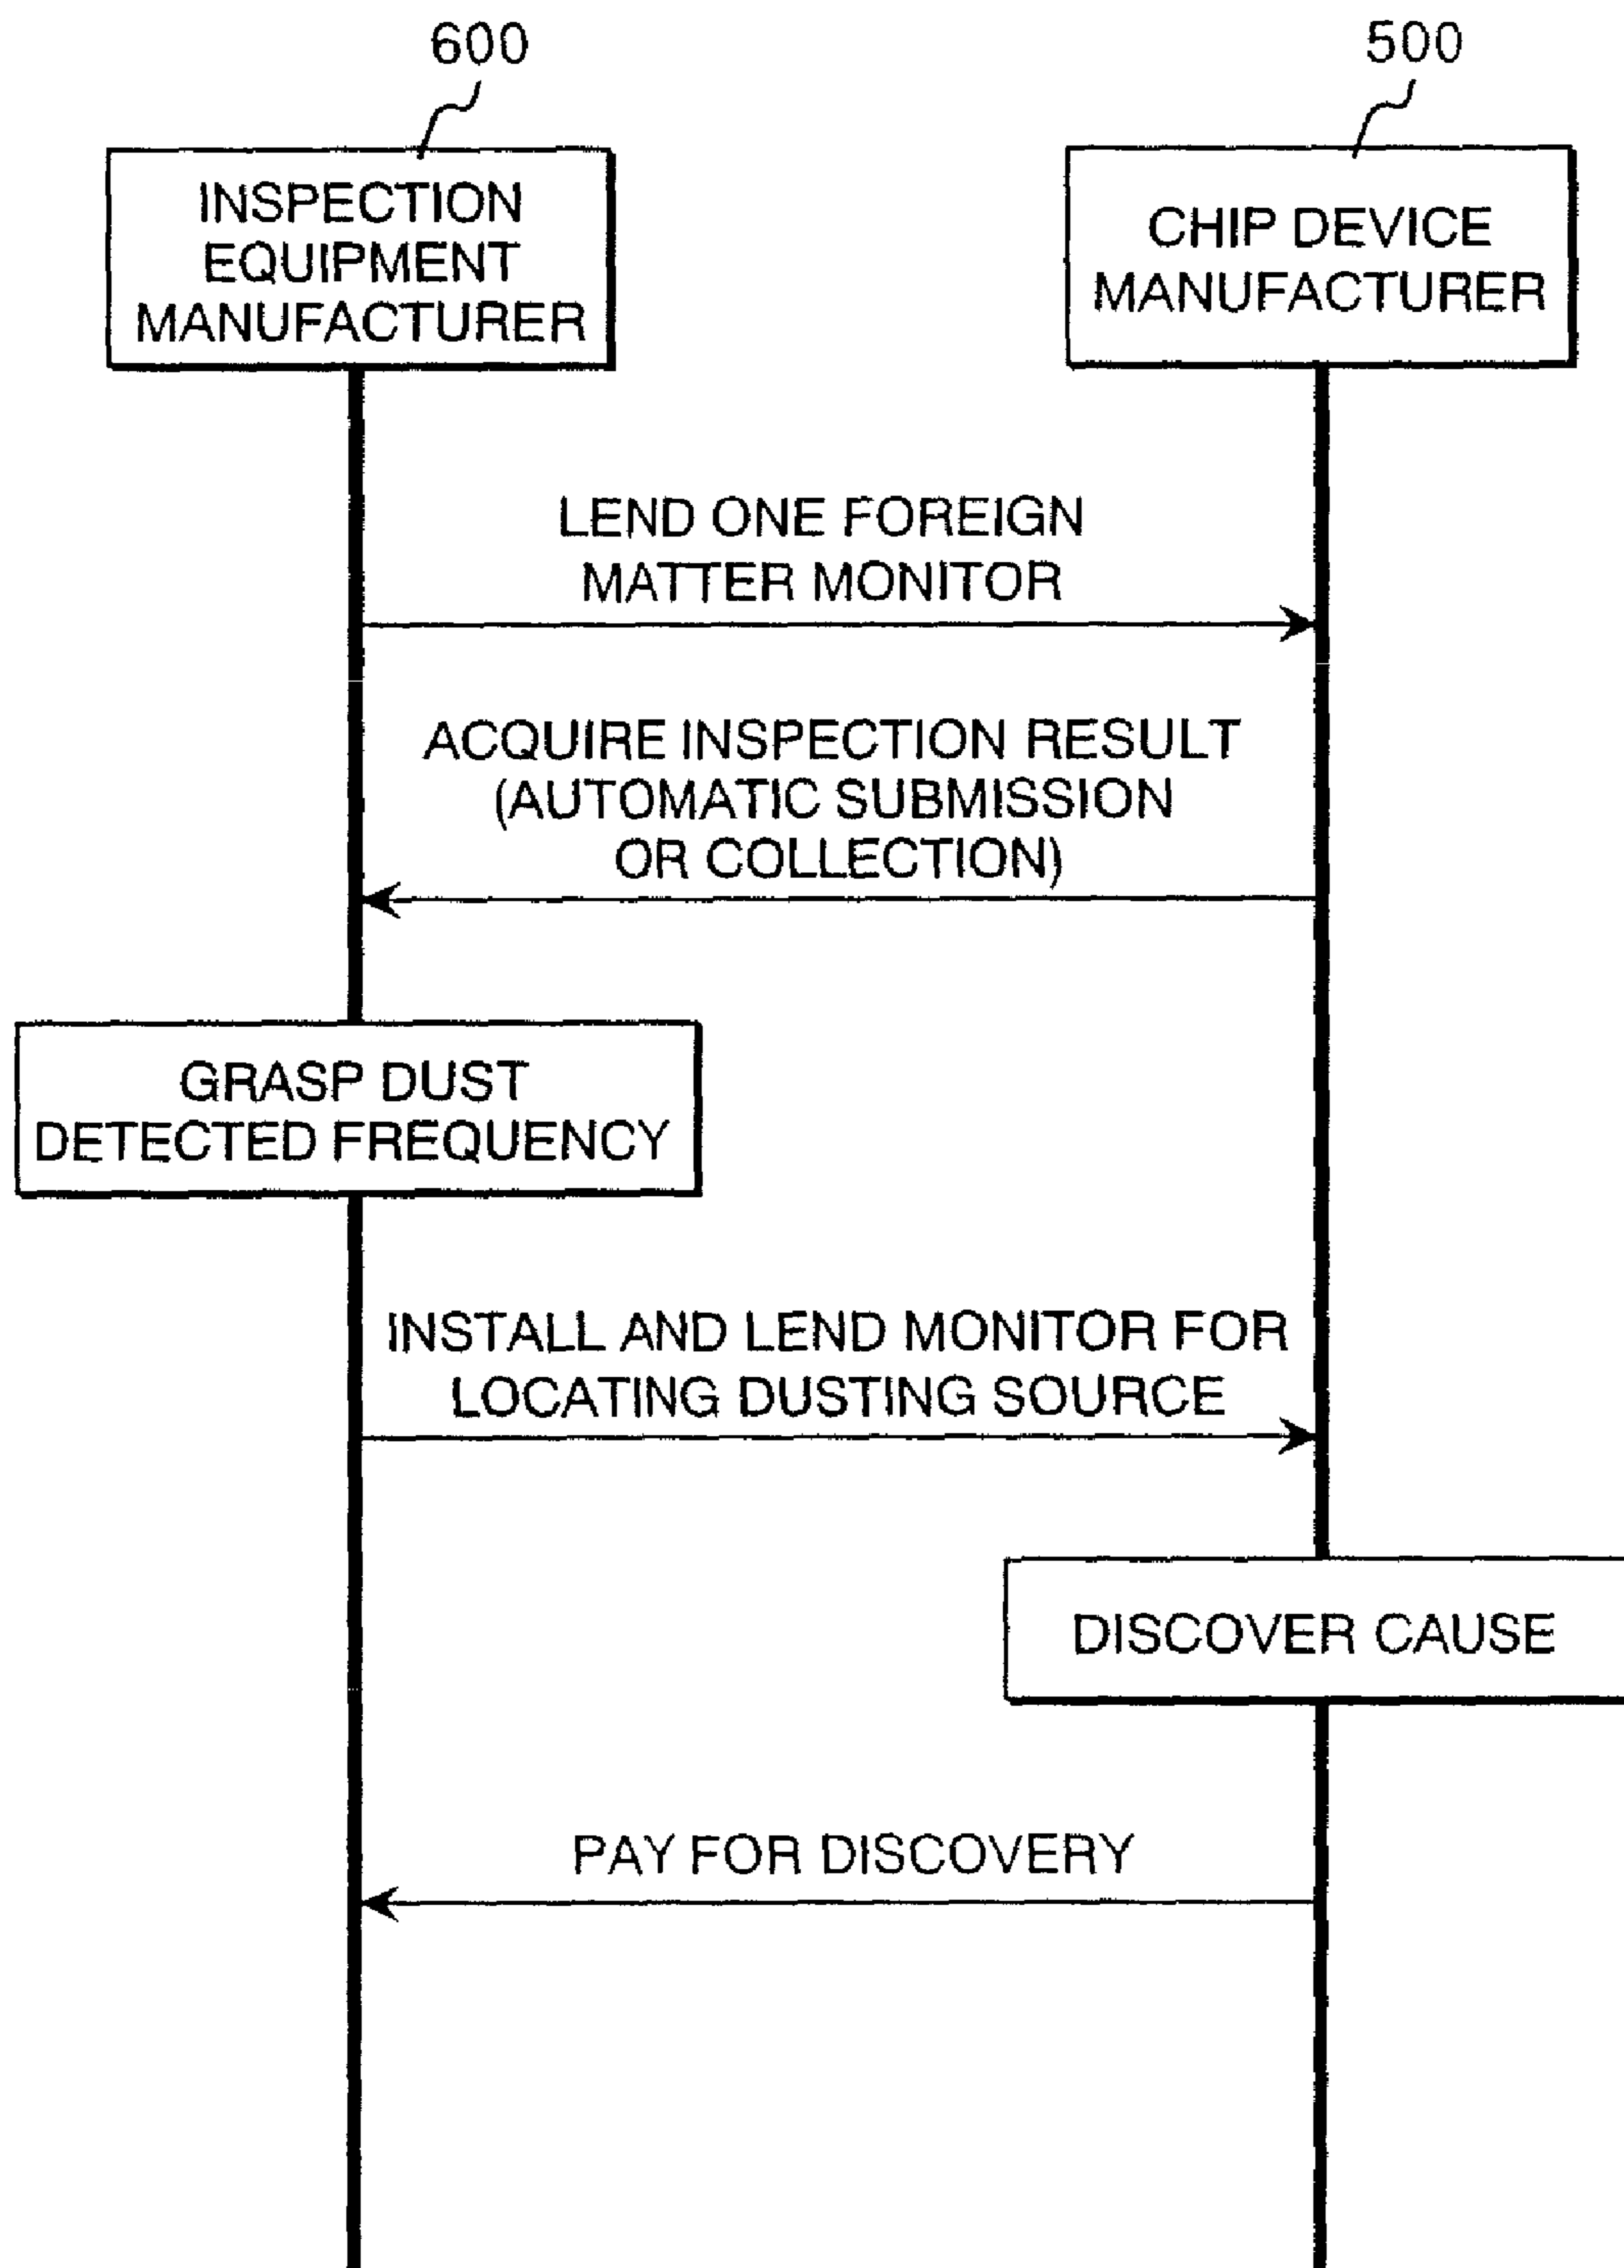 600
500
INSPECTION
EQUIPMENT
MANUFACTURER
CHIP DEVICE
MANUFACTURER
LEND ONE FOREIGN
MATTER MONITOR
ACQUIRE INSPECTION RESULT
(AUTOMATIC SUBMISSION
OR COLLECTION)
GRASP DUST
DETECTED FREQUENCY
INSTALL AND LEND MONITOR FOR
LOCATING DUSTING SOURCE
DISCOVER CAUSE
PAY FOR DISCOVERY